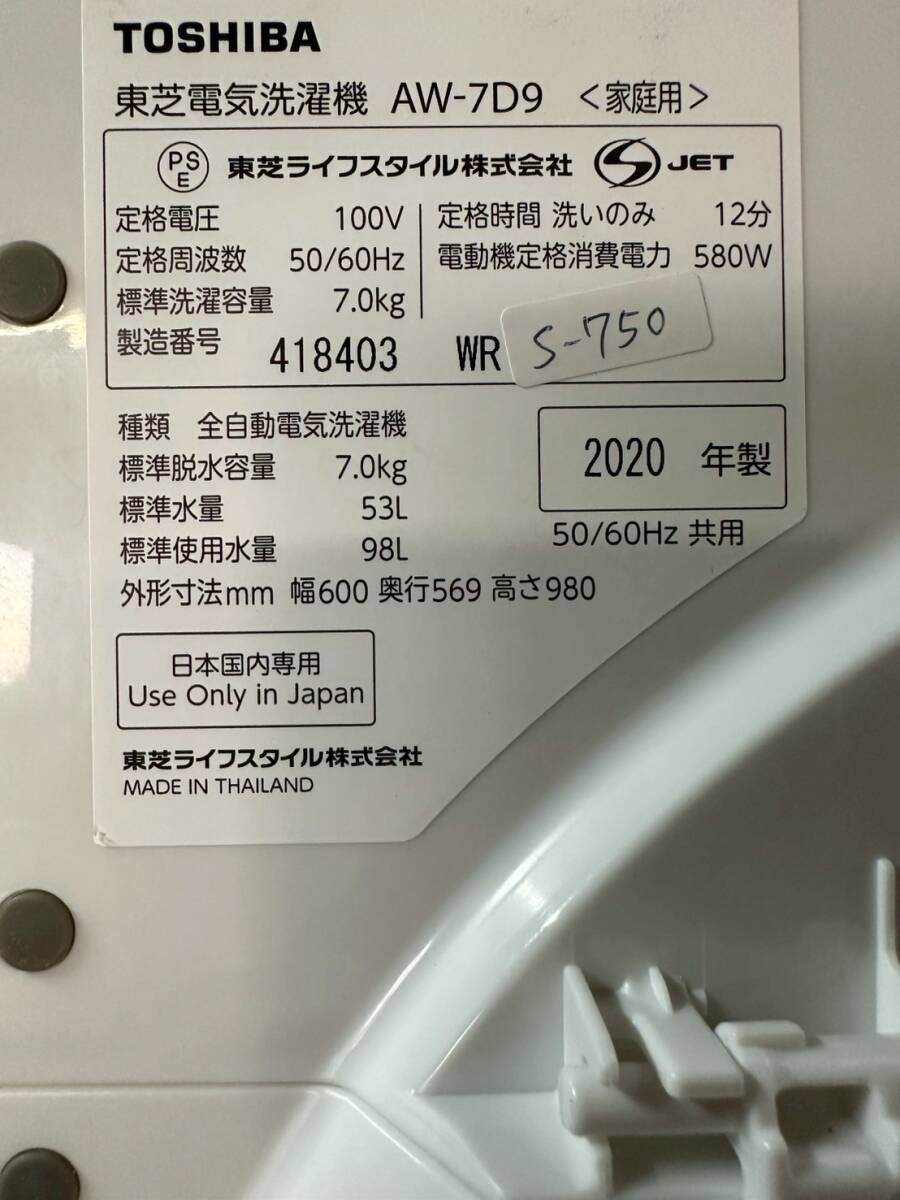 TOSHIBA
東芝電気洗濯機 AW-7D9 <家庭用>
PS E 東芝ライフスタイル株式会社 S JET
定格電圧 100V
定格周波数 50/60Hz
標準洗濯容量 7.0kg
定格時間 洗いのみ 12分
電動機定格消費電力 580W
製造番号 418403 WR
S-750
種類 全自動電気洗濯機
標準脱水容量 7.0kg
標準水量 53L
標準使用水量 98L
外形寸法mm 幅600 奥行569 高さ980
2020 年製
50/60Hz 共用
日本国内専用
Use Only in Japan
東芝ライフスタイル株式会社
MADE IN THAILAND